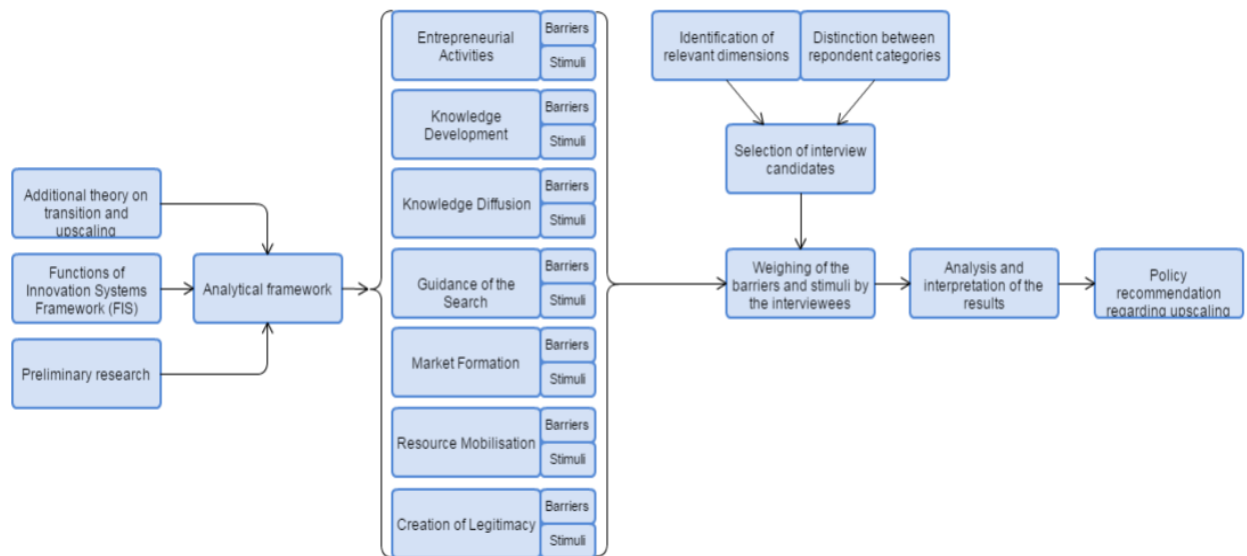 Additional theory on
transition and
upscaling
Functions of
Innovation Systems
Framework (FIS)
Preliminary research
Analytical framework
Entrepreneurial
Activities
Barriers
Stimuli
Knowledge
Development
Barriers
Stimuli
Knowledge Diffusion
Barriers
Stimuli
Guidance of the
Search
Barriers
Stimuli
Market Formation
Barriers
Stimuli
Resource Mobilisation
Barriers
Stimuli
Creation of Legitimacy
Barriers
Stimuli
Identification of
relevant dimensions
Distinction between
repondent categories
Selection of interview
candidates
Weighing of the
barriers and stimuli by
the interviewees
Analysis and
interpretation of the
results
Policy
recommendation
regarding upscaling